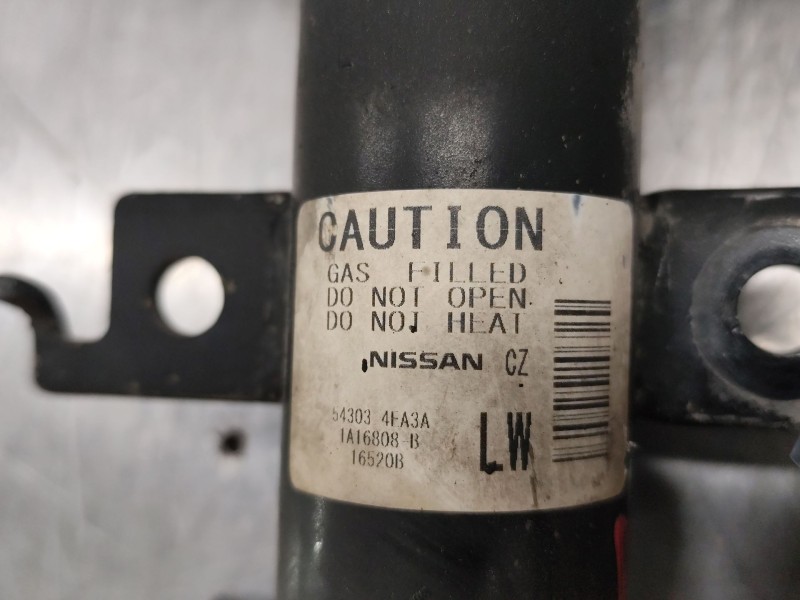 CAUTION
GAS FILLED
DO NOT OPEN
DO NOT HEAT
NISSAN CZ
54303 4FA3A
1A16808-B
16520B
LW